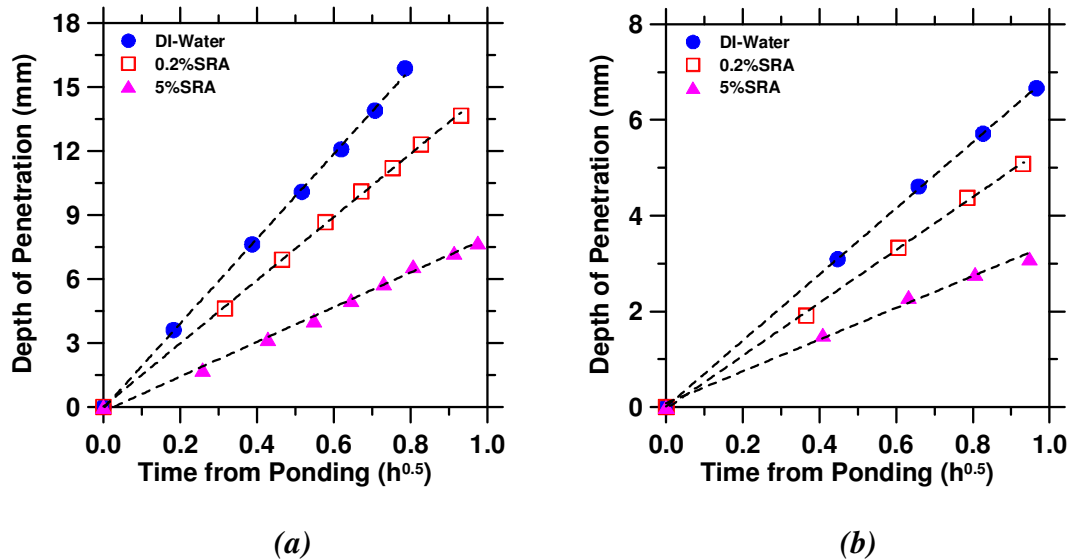 18
15
12
9
6
3
0
Depth of Penetration (mm)
DI-Water
0.2%SRA
5%SRA
0.0 0.2 0.4 0.6 0.8 1.0
Time from Ponding (h^0.5)
(a)
8
6
4
2
0
Depth of Penetration (mm)
DI-Water
0.2%SRA
5%SRA
0.0 0.2 0.4 0.6 0.8 1.0
Time from Ponding (h^0.5)
(b)